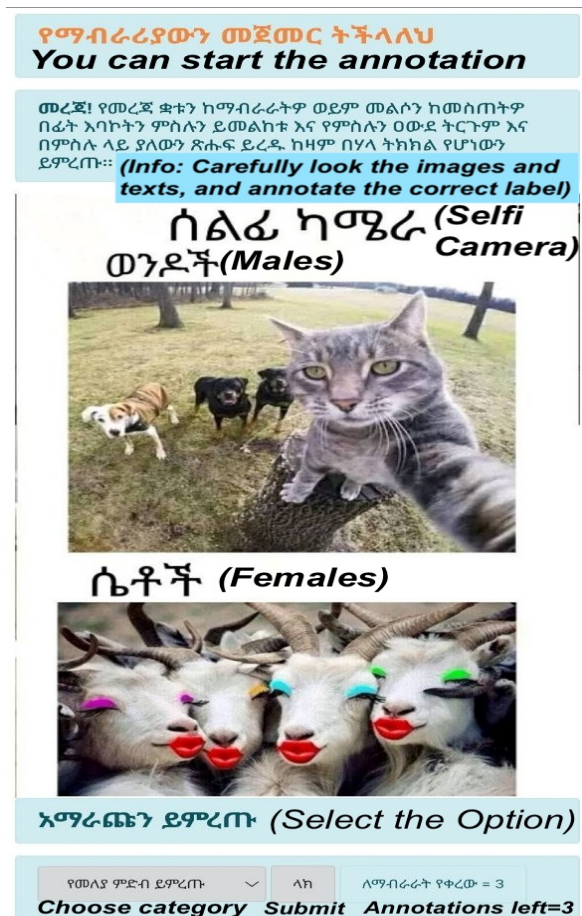 የማብራሪያውን መጀመር ትችላለህ
You can start the annotation
መረጃ! የመረጃ ቋቱን ከማብራራትዎ ወይም መልሶን ከመስጠትዎ
በፊት እባኮትን ምስሉን ይመልከቱ እና የምስሉን ዐውደ ትርጉም እና
በምስሉ ላይ ያለውን ጽሑፍ ይረዱ ከዛም በሃላ ትክክል የሆነውን
ይምረጡ።
(Info: Carefully look the images and
texts, and annotate the correct label)
ሰልፊ ካሜራ (Selfi
Camera)
ወንዶች(Males)
ሴቶች (Females)
አማራጩን ይምረጡ (Select the Option)
የመለያ ምድብ ይምረጡ ላክ ለማብራራት የቀረው = 3
Choose category Submit Annotations left=3